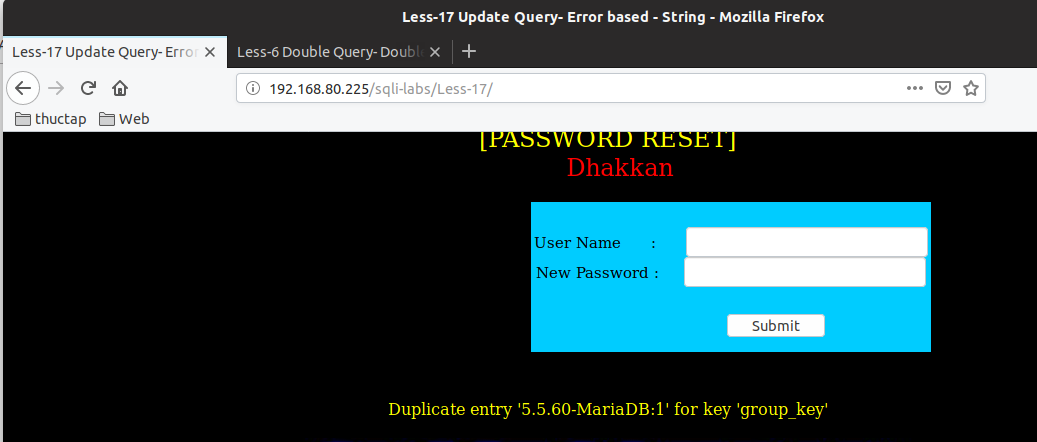 Less-17 Update Query- Error based - String - Mozilla Firefox
Less-17 Update Query- Erro
Less-6 Double Query- Doubl
192.168.80.225/sqli-labs/Less-17/
thuctap Web
[PASSWORD RESET]
Dhakkan
User Name :
New Password :
Submit
Duplicate entry '5.5.60-MariaDB:1' for key 'group_key'